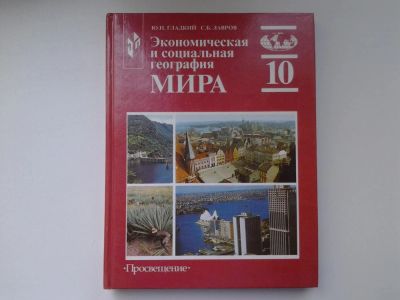 Ю.Н. ГЛАДКИЙ С.Б. ЛАВРОВ
Экономическая
и социальная
география
МИРА
10
•Просвещение•